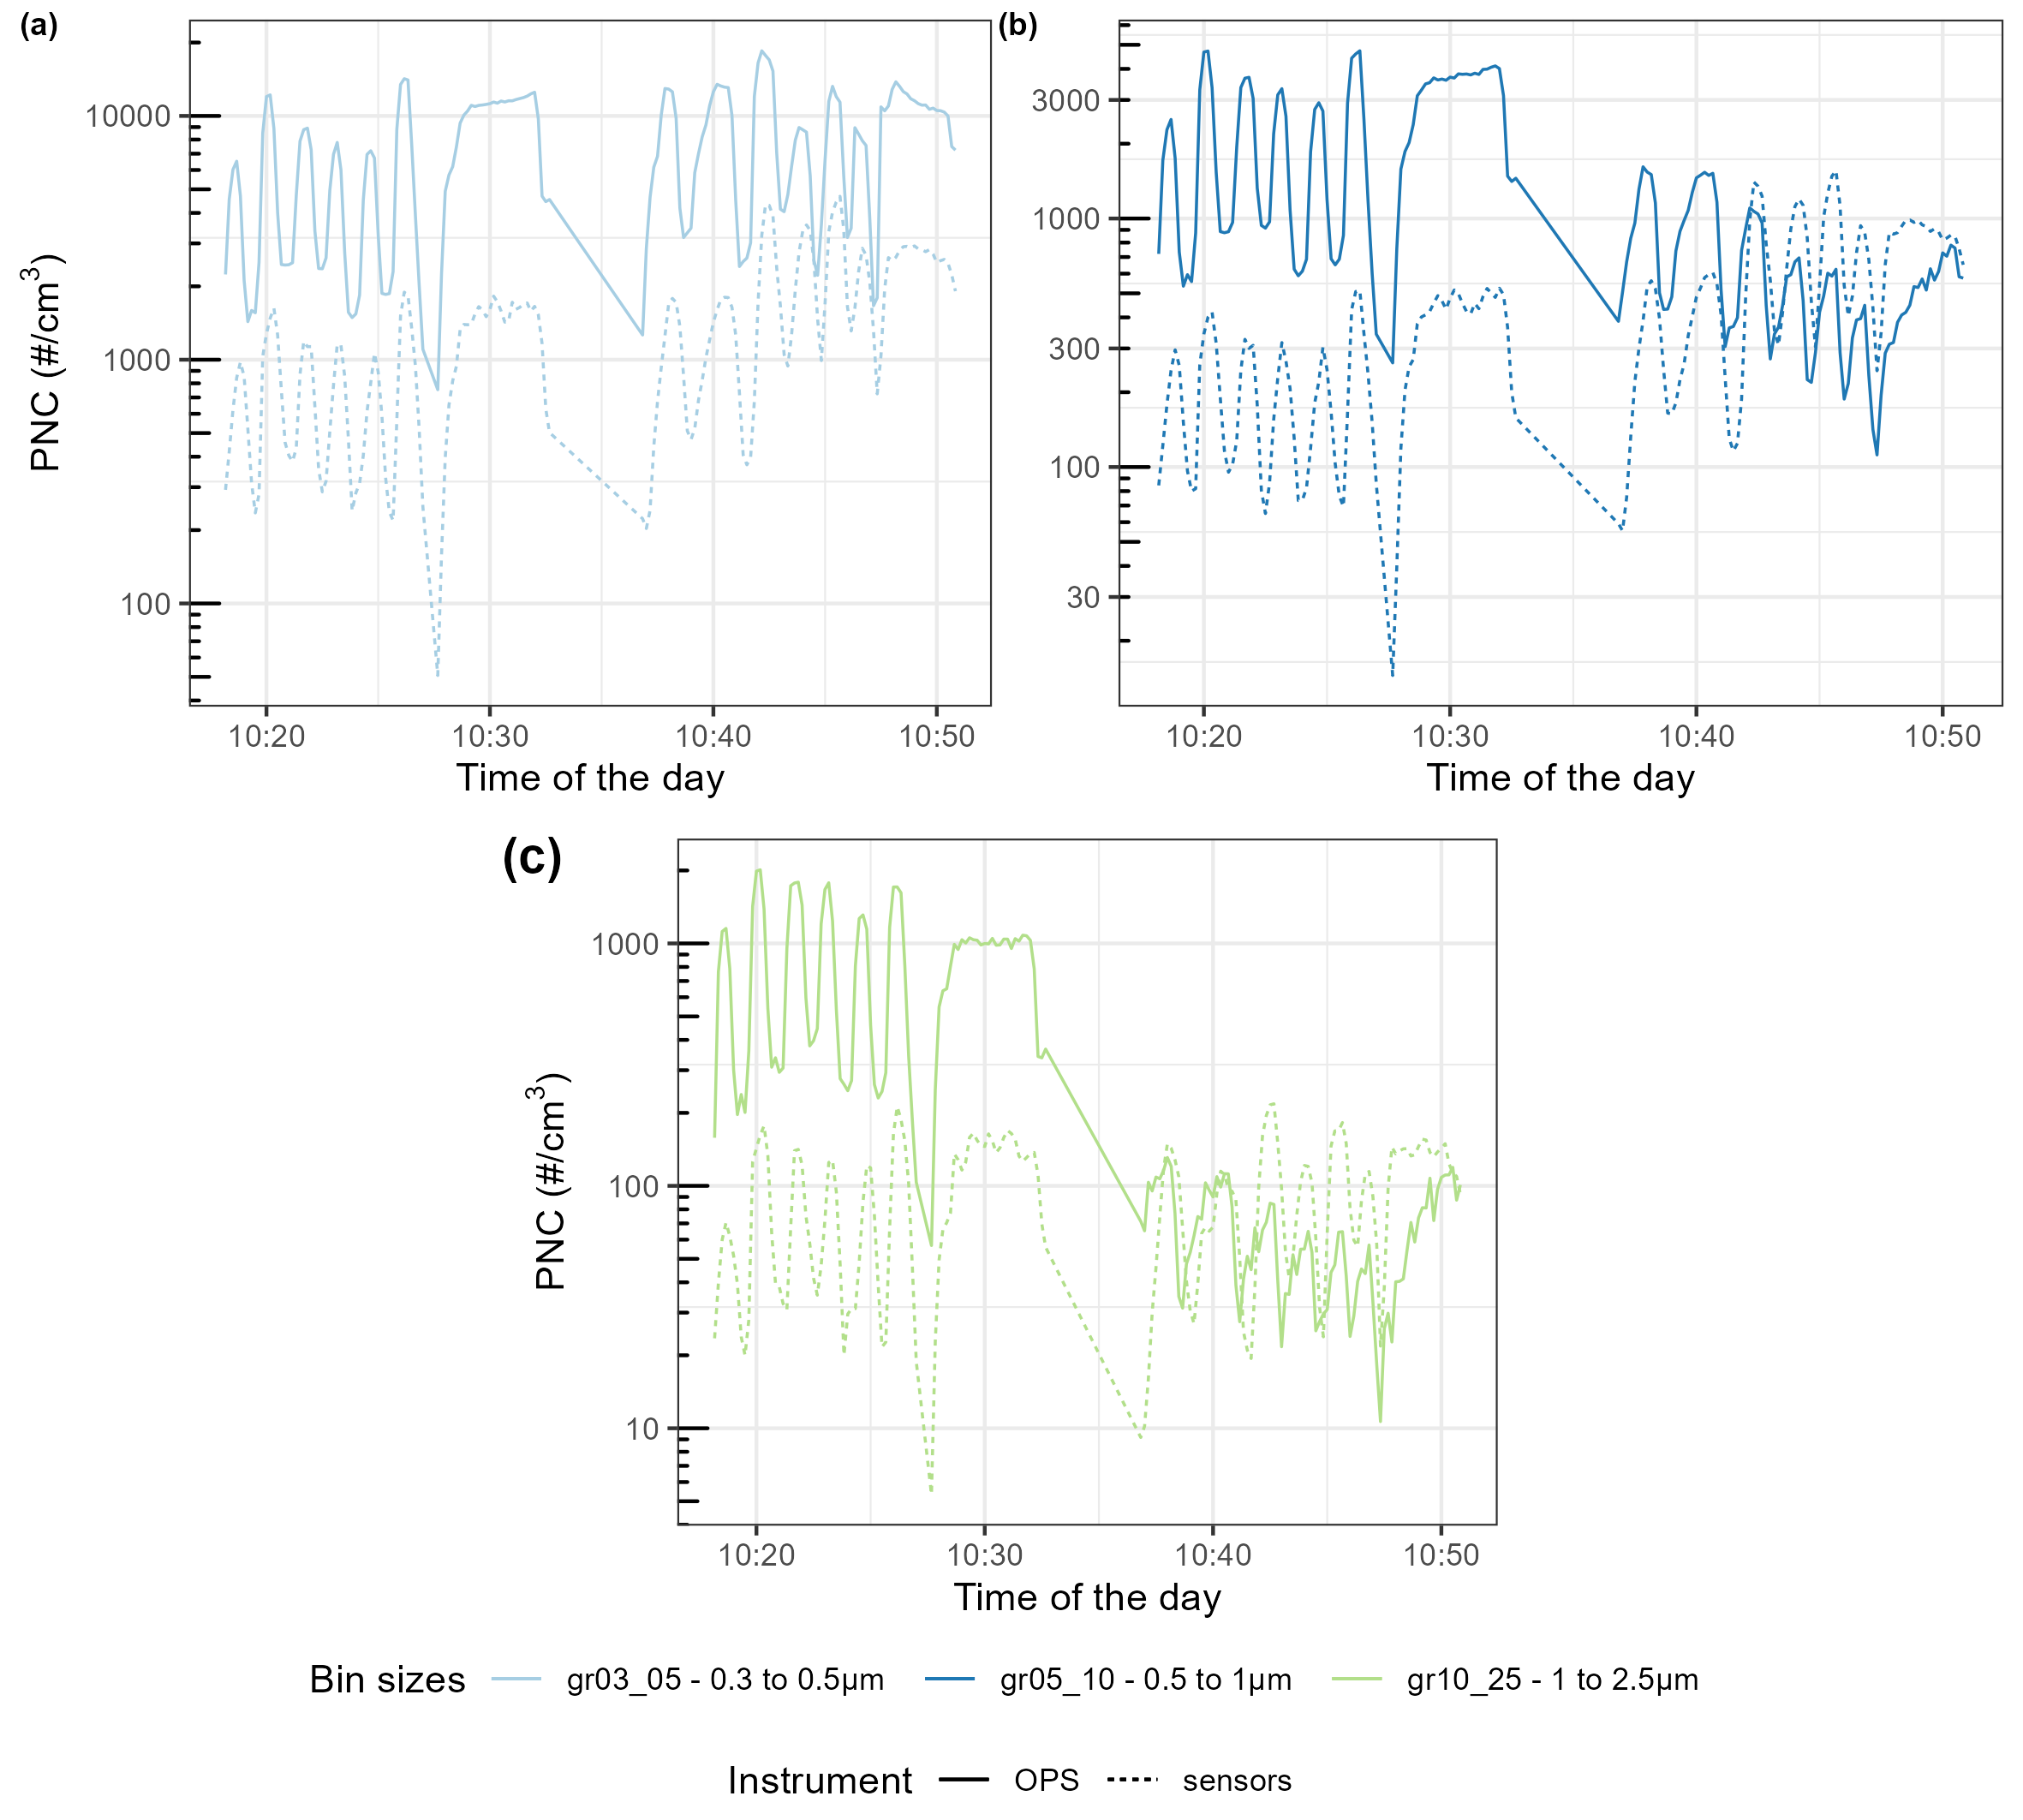 (a)
(b)
10000
1000
100
PNC (#/cm³)
10:20 10:30 10:40 10:50
Time of the day
3000
1000
300
100
30
10:20 10:30 10:40 10:50
Time of the day
(c)
1000
100
10
PNC (#/cm³)
10:20 10:30 10:40 10:50
Time of the day
Bin sizes gr03_05 - 0.3 to 0.5µm gr05_10 - 0.5 to 1µm gr10_25 - 1 to 2.5µm
Instrument OPS sensors